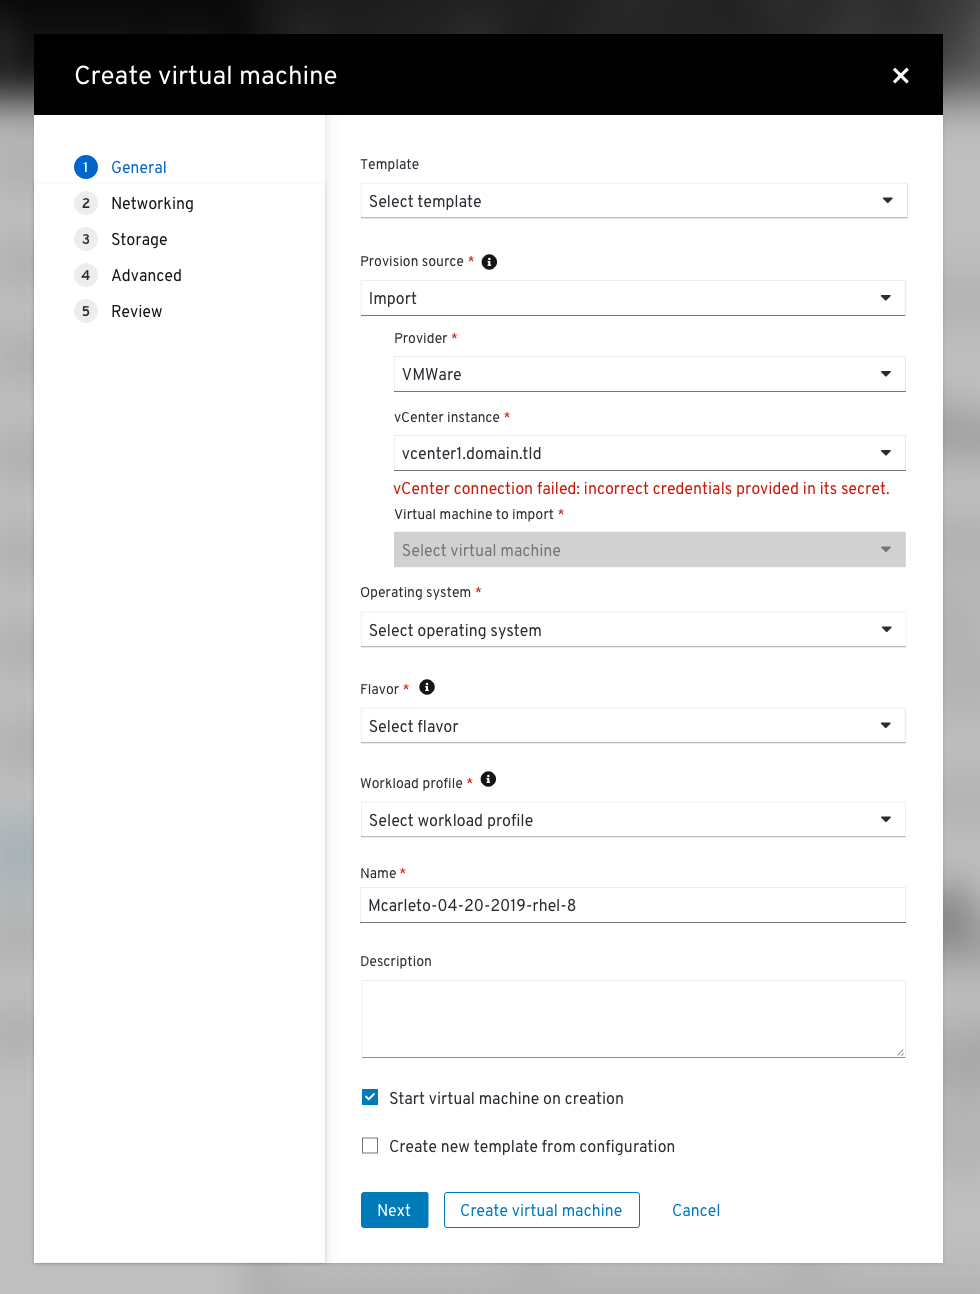 Create virtual machine
1 General
2 Networking
3 Storage
4 Advanced
5 Review
Template
Select template
Provision source *
Import
Provider *
VMWare
vCenter instance *
vcenter1.domain.tld
vCenter connection failed: incorrect credentials provided in its secret.
Virtual machine to import *
Select virtual machine
Operating system *
Select operating system
Flavor *
Select flavor
Workload profile *
Select workload profile
Name *
Mcarleto-04-20-2019-rhel-8
Description
Start virtual machine on creation
Create new template from configuration
Next Create virtual machine Cancel